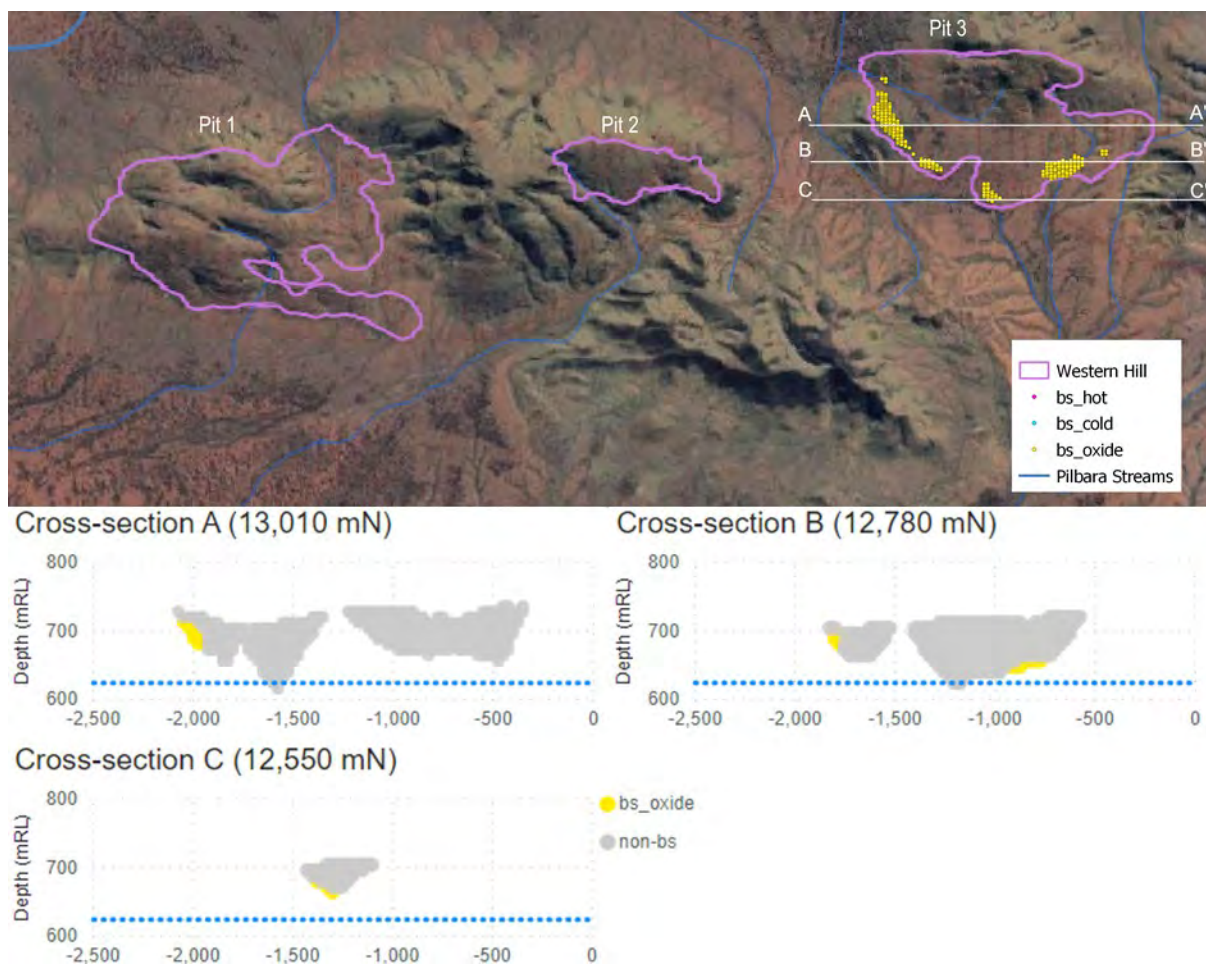 Pit 3
Pit 1
Pit 2
A
A'
B
B'
C
C'
Western Hill
bs_hot
bs_cold
bs_oxide
Pilbara Streams
Cross-section A (13,010 mN)
Depth (mRL)
800
700
600
-2,500 -2,000 -1,500 -1,000 -500 0
Cross-section B (12,780 mN)
Depth (mRL)
800
700
600
-2,500 -2,000 -1,500 -1,000 -500 0
Cross-section C (12,550 mN)
Depth (mRL)
800
700
600
-2,500 -2,000 -1,500 -1,000 -500 0
bs_oxide
non-bs